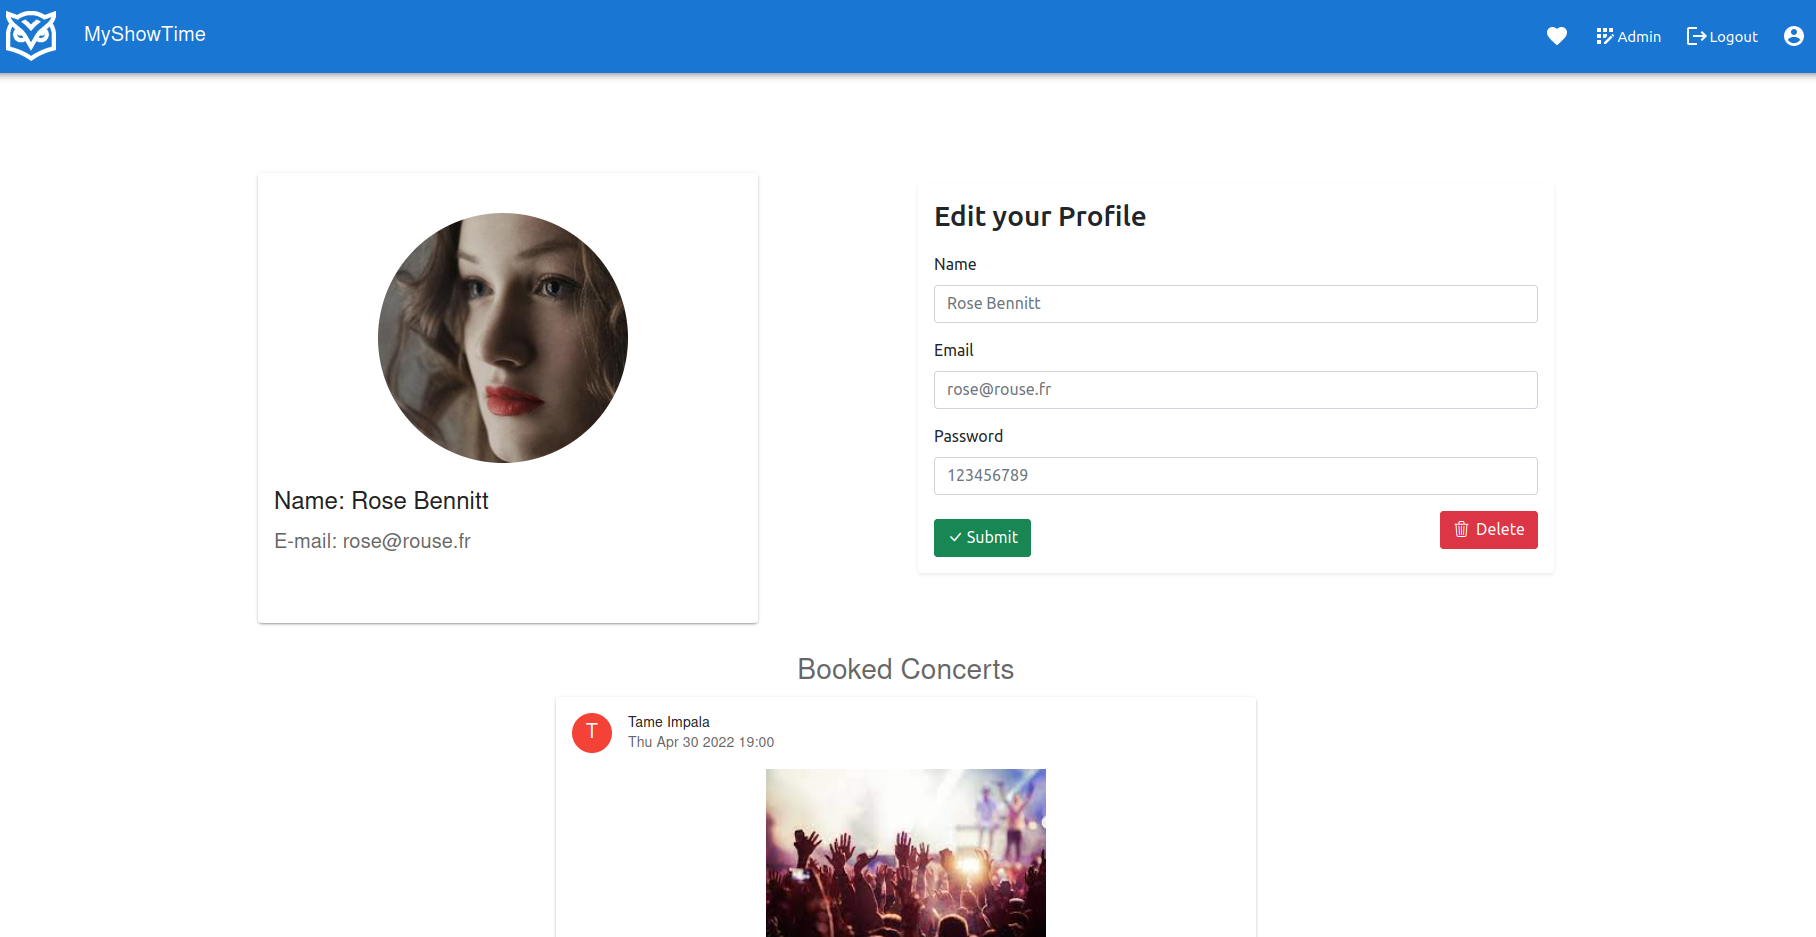 MyShowTime
Admin
Logout
Name: Rose Bennitt
E-mail: rose@rouse.fr
Edit your Profile
Name
Rose Bennitt
Email
rose@rouse.fr
Password
123456789
Submit
Delete
Booked Concerts
T
Tame Impala
Thu Apr 30 2022 19:00